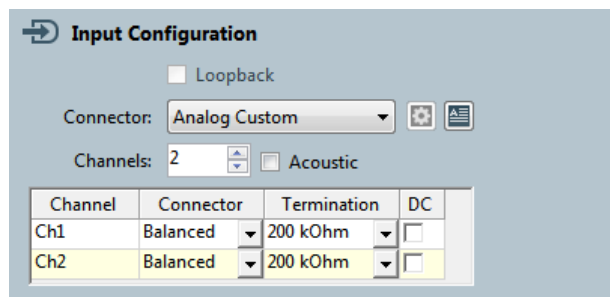 Input Configuration
Loopback
Connector: Analog Custom
Channels: 2 Acoustic
Channel Connector Termination DC
Ch1 Balanced 200 kOhm
Ch2 Balanced 200 kOhm